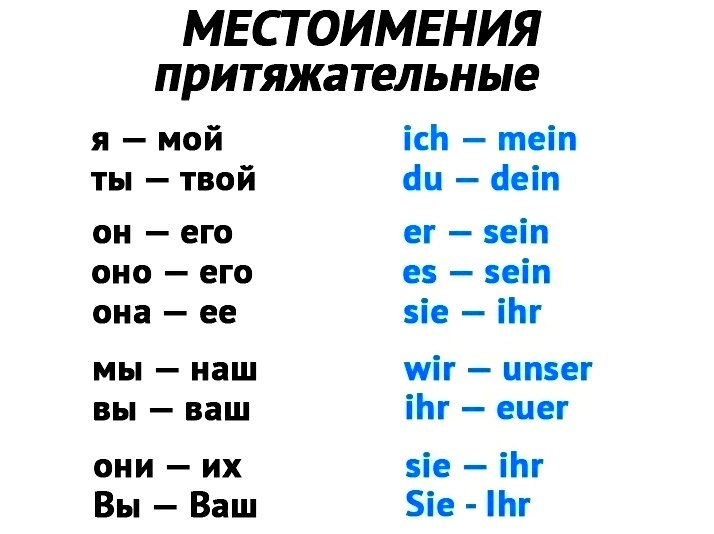 МЕСТОИМЕНИЯ
притяжательные
я — мой ich — mein
ты — твой du — dein
он — его er — sein
оно — его es — sein
она — ее sie — ihr
мы — наш wir — unser
вы — ваш ihr — euer
они — их sie — ihr
Вы — Ваш Sie - Ihr